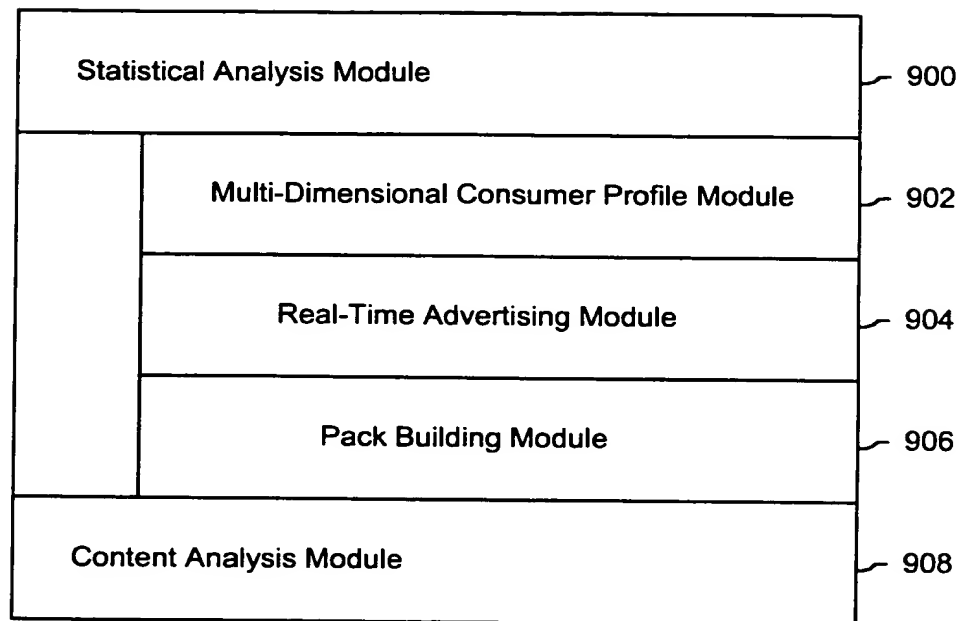 Statistical Analysis Module 900
Multi-Dimensional Consumer Profile Module 902
Real-Time Advertising Module 904
Pack Building Module 906
Content Analysis Module 908